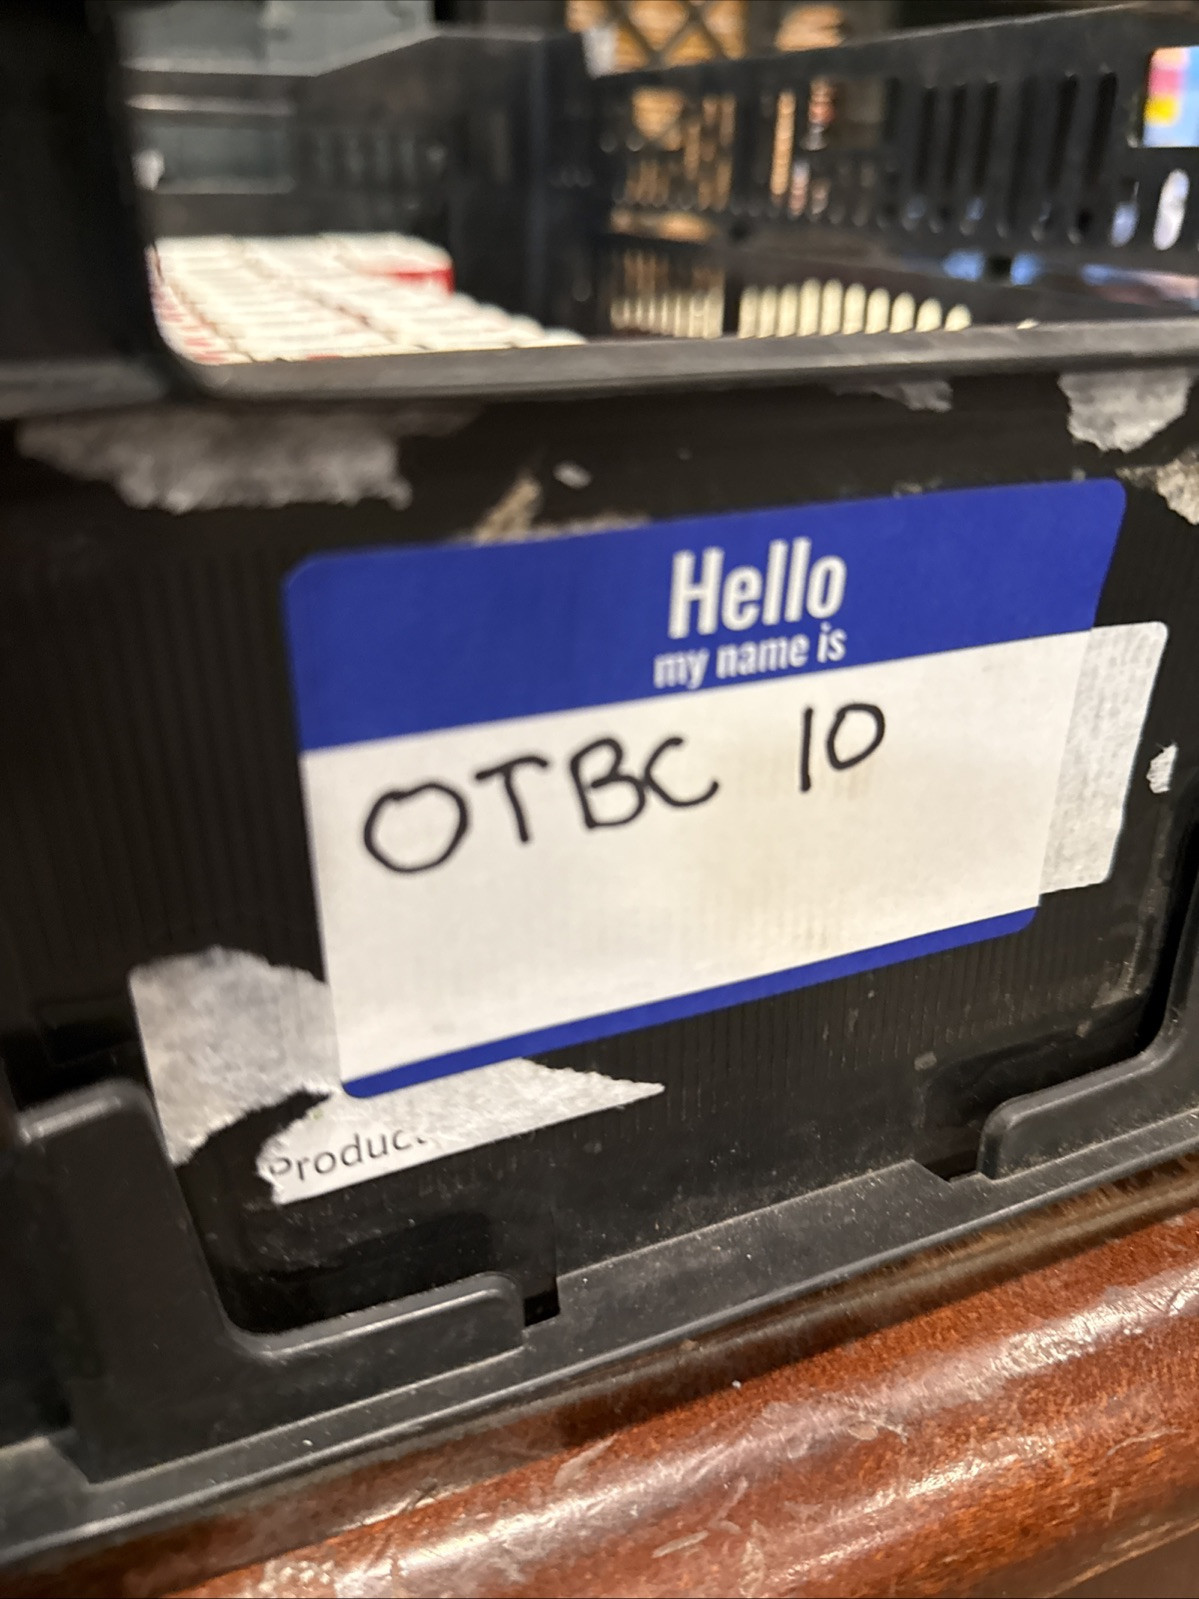 Hello
my name is
OTBC 10
Produc